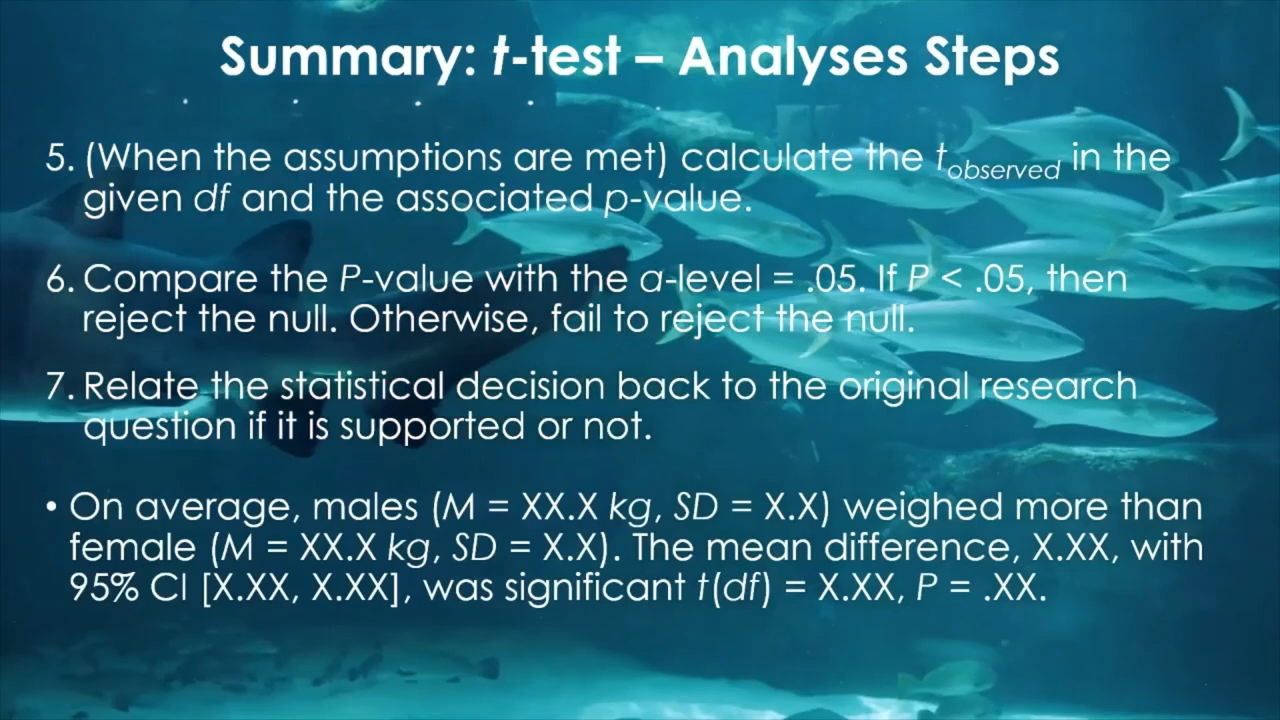 Summary: t-test – Analyses Steps
5. (When the assumptions are met) calculate the tobserved in the
given df and the associated p-value.
6. Compare the P-value with the α-level = .05. If P < .05, then
reject the null. Otherwise, fail to reject the null.
7. Relate the statistical decision back to the original research
question if it is supported or not.
• On average, males (M = XX.X kg, SD = X.X) weighed more than
female (M = XX.X kg, SD = X.X). The mean difference, X.XX, with
95% CI [X.XX, X.XX], was significant t(df) = X.XX, P = .XX.